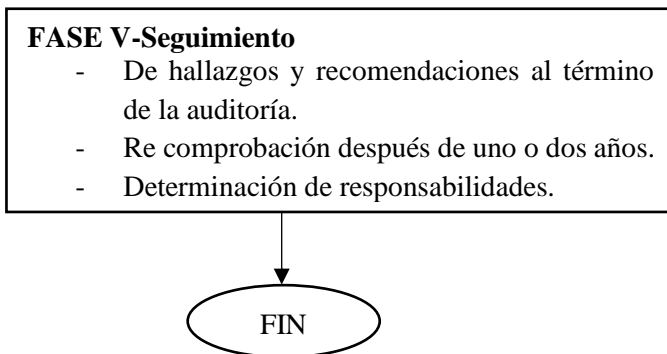 FASE V-Seguimiento
- De hallazgos y recomendaciones al término
de la auditoría.
- Re comprobación después de uno o dos años.
- Determinación de responsabilidades.
FIN